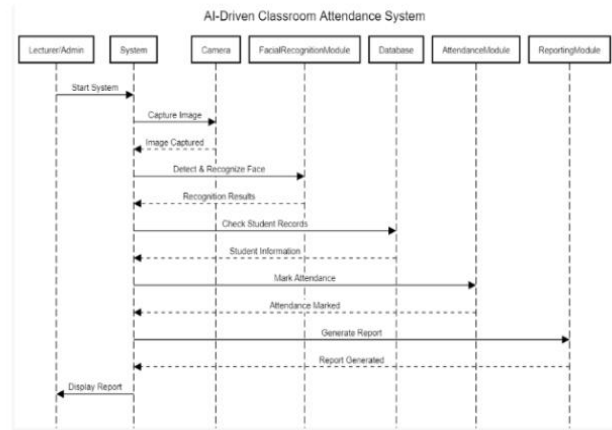 AI-Driven Classroom Attendance System
Lecturer/Admin
System
Camera
FacialRecognitionModule
Database
AttendanceModule
ReportingModule
Start System
Capture Image
Image Captured
Detect & Recognize Face
Recognition Results
Check Student Records
Student Information
Mark Attendance
Attendance Marked
Generate Report
Report Generated
Display Report